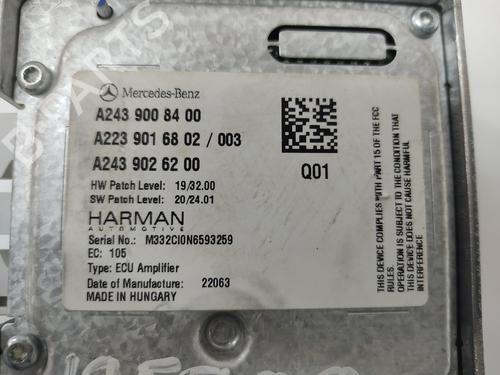 Mercedes-Benz
A243 900 84 00
A223 901 68 02 / 003
A243 902 62 00
Q01
HW Patch Level: 19/32.00
SW Patch Level: 20/24.01
HARMAN
AUTOMOTIVE
Serial No.: M332CI0N6593259
EC: 105
Type: ECU Amplifier
Date of Manufacture: 22063
MADE IN HUNGARY
THIS DEVICE COMPLIES WITH PART 15 OF THE FCC
RULES.
OPERATION IS SUBJECT TO THE CONDITION THAT
THIS DEVICE DOES NOT CAUSE HARMFUL
INTERFERENCE